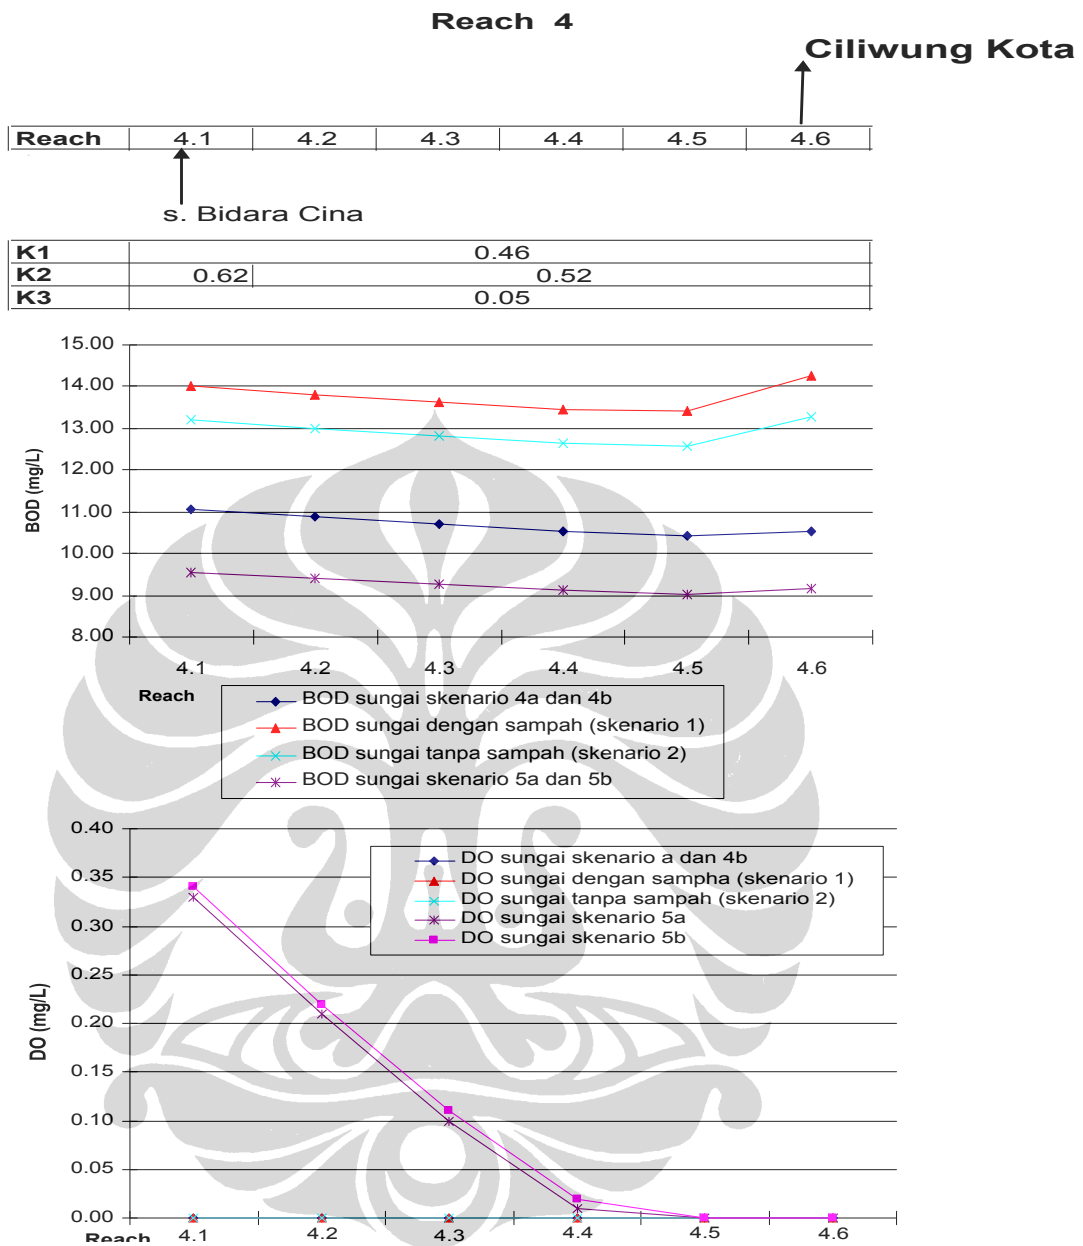 Reach 4
Ciliwung Kota
Reach 4.1 4.2 4.3 4.4 4.5 4.6
s. Bidara Cina
K1 0.46
K2 0.62 0.52
K3 0.05
15.00
14.00
13.00
12.00
11.00
10.00
9.00
8.00
BOD (mg/L)
4.1 4.2 4.3 4.4 4.5 4.6
Reach
BOD sungai skenario 4a dan 4b
BOD sungai dengan sampah (skenario 1)
BOD sungai tanpa sampah (skenario 2)
BOD sungai skenario 5a dan 5b
0.40
0.35
0.30
0.25
0.20
0.15
0.10
0.05
0.00
DO (mg/L)
DO sungai skenario a dan 4b
DO sungai dengan sampha (skenario 1)
DO sungai tanpa sampah (skenario 2)
DO sungai skenario 5a
DO sungai skenario 5b
4.1 4.2 4.3 4.4 4.5 4.6
Reach